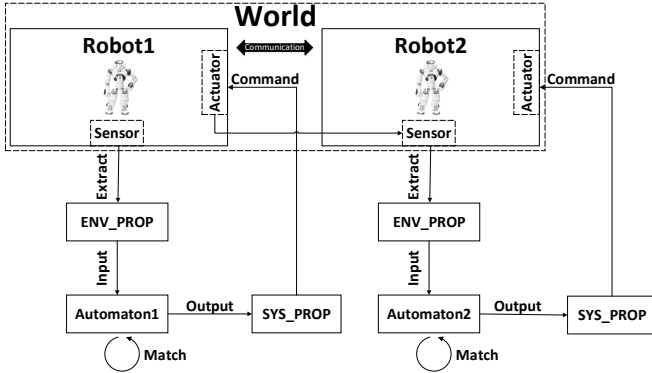 World
Robot1
Communication
Robot2
Actuator
Command
Actuator
Command
Sensor
Sensor
Extract
Extract
ENV_PROP
ENV_PROP
Input
Input
Automaton1
Output
SYS_PROP
Automaton2
Output
SYS_PROP
Match
Match